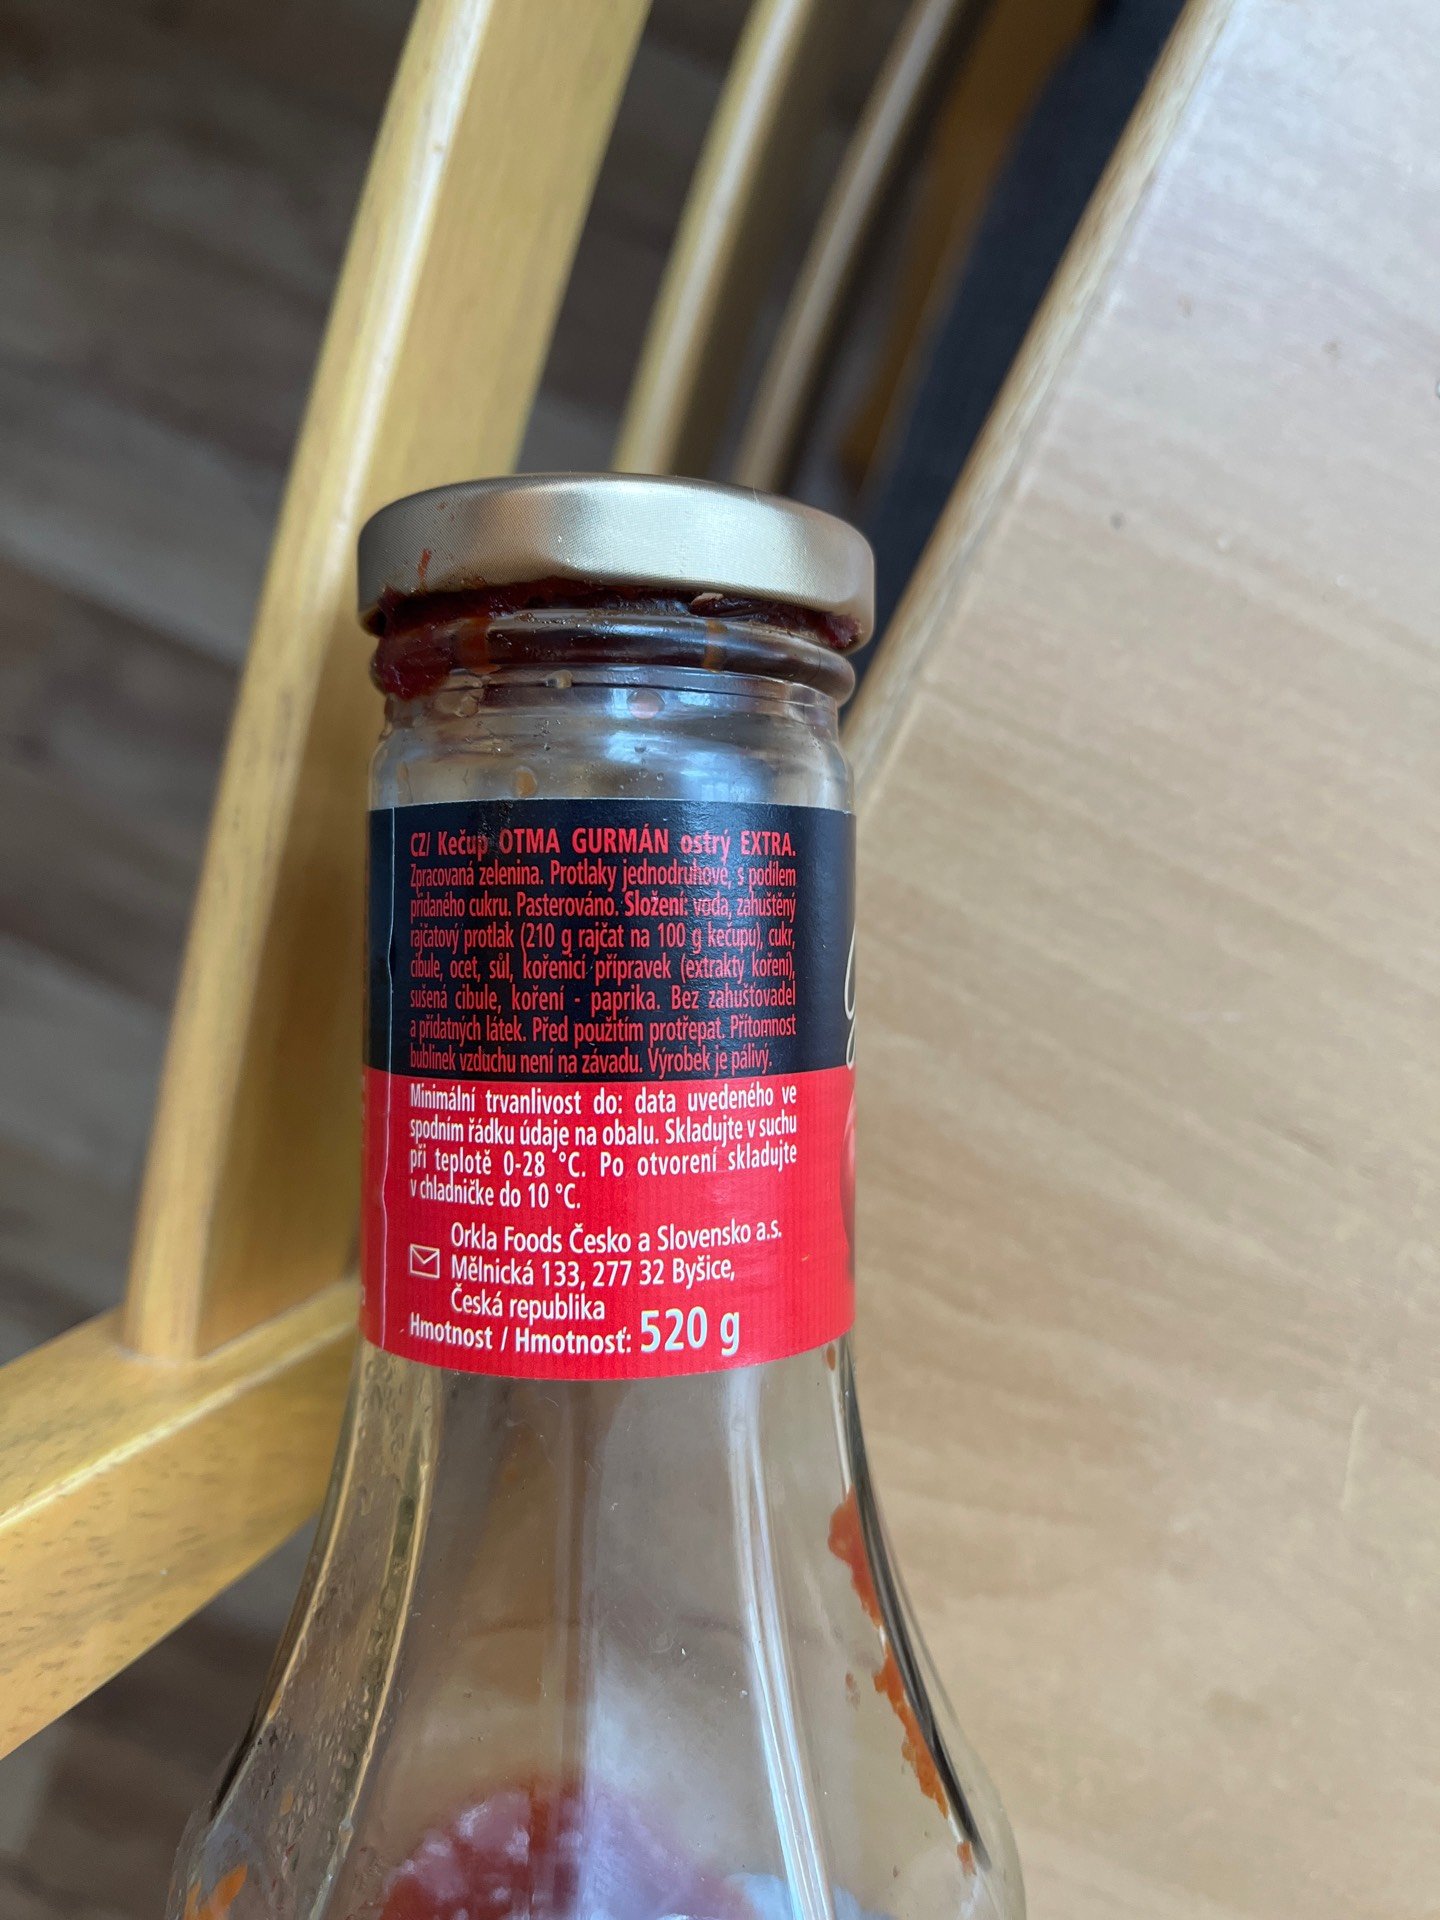 CZ/ Kečup OTMA GURMÁN ostrý EXTRA.
Zpracovaná zelenina. Protlaky jednodruhové, s podílem
přidaného cukru. Pasterováno. Složení: voda, zahuštěný
rajčatový protlak (210 g rajčat na 100 g kečupu), cukr,
cibule, ocet, sůl, kořenicí přípravek (extrakty koření),
sušená cibule, koření - paprika. Bez zahušťovadel
a přídatných látek. Před použitím protřepat. Přítomnost
bublinek vzduchu není na závadu. Výrobek je pálivý.
Minimální trvanlivost do: data uvedeného ve
spodním řádku údaje na obalu. Skladujte v suchu
při teplotě 0-28 °C. Po otvoření skladujte
v chladničke do 10 °C.
Orkla Foods Česko a Slovensko a.s.
Mělnická 133, 277 32 Byšice,
Česká republika
Hmotnost / Hmotnosť: 520 g